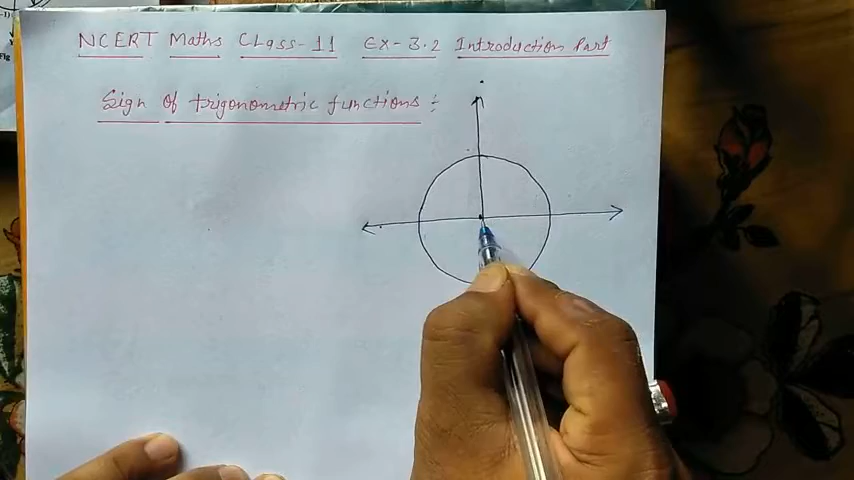 NCERT Maths Class-11 Ex-3.2 Introduction Part
Sign of trigonometric functions :